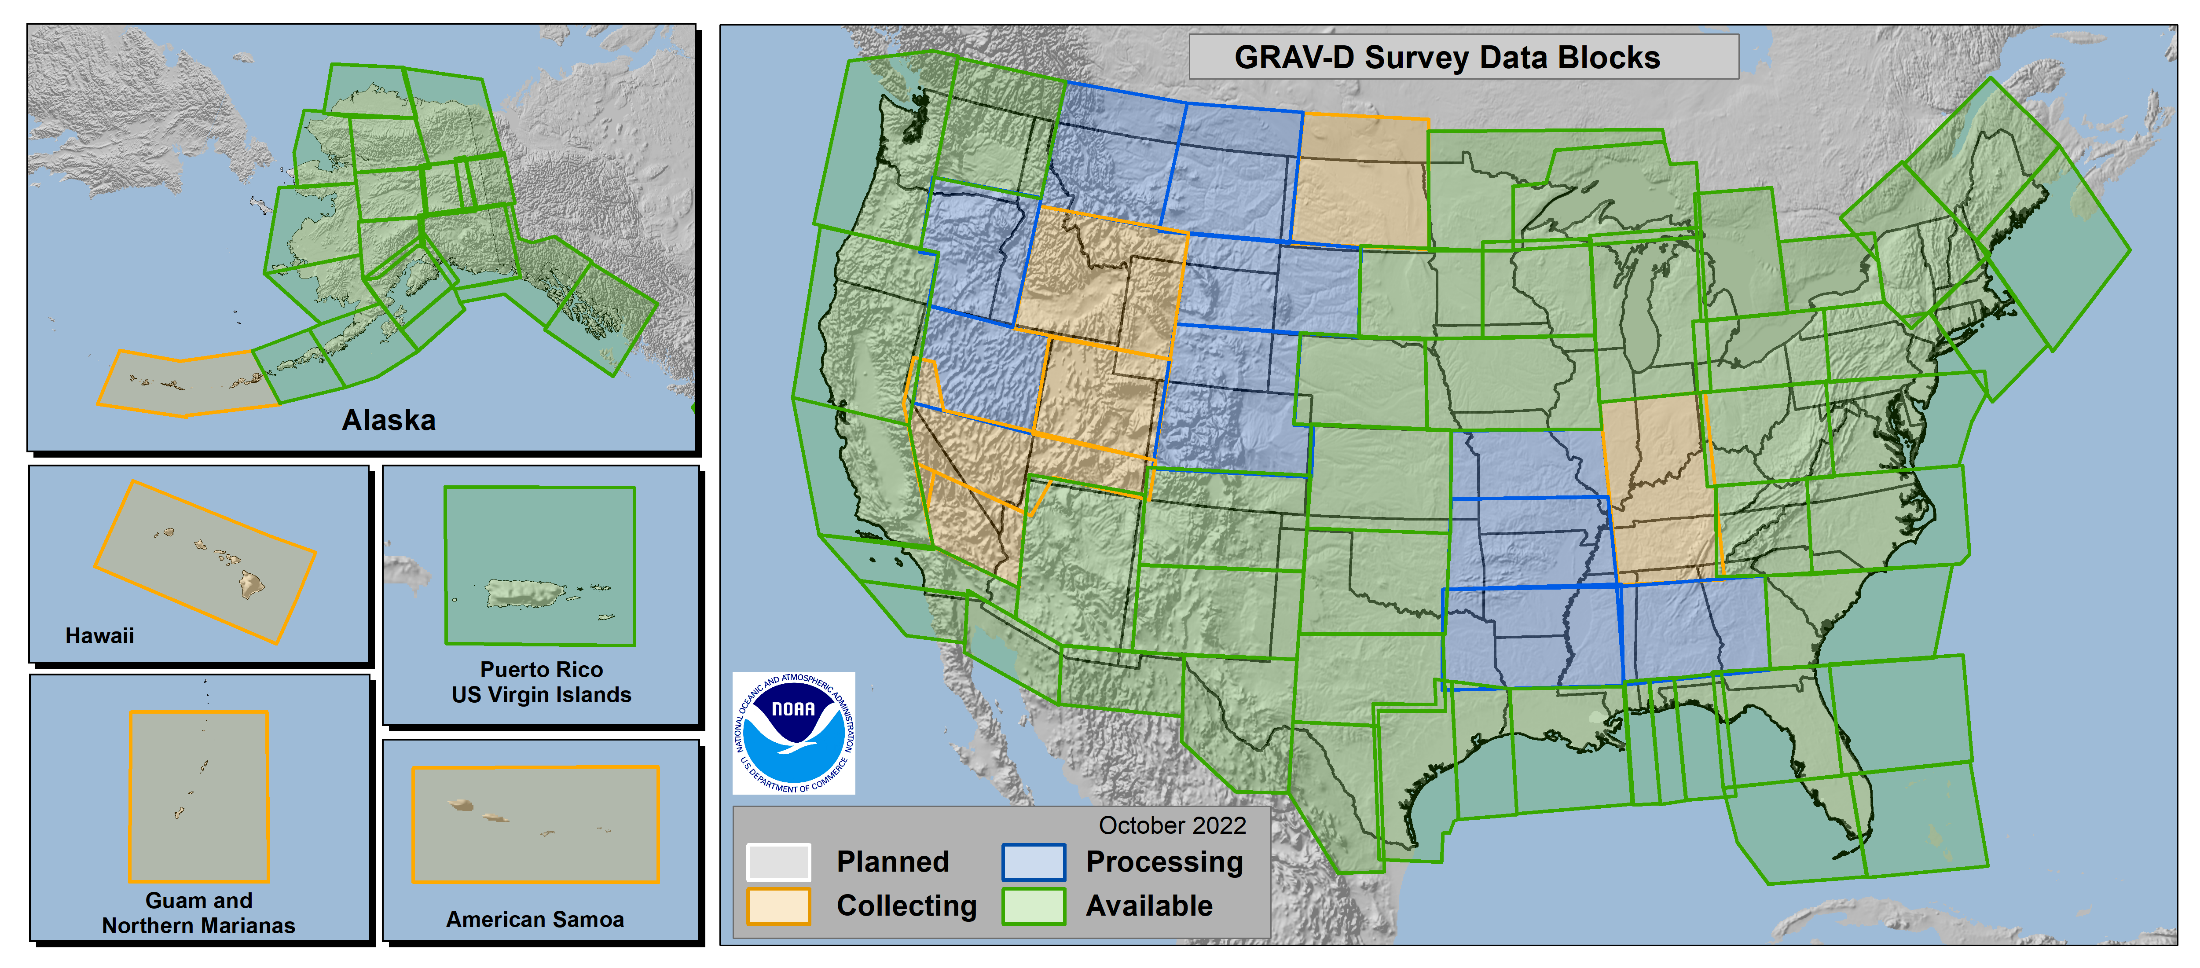 GRAV-D Survey Data Blocks
Alaska
Hawaii
Puerto Rico
US Virgin Islands
Guam and
Northern Marianas
American Samoa
NATIONAL OCEANIC AND ATMOSPHERIC ADMINISTRATION
NOAA
U.S. DEPARTMENT OF COMMERCE
October 2022
Planned
Processing
Collecting
Available